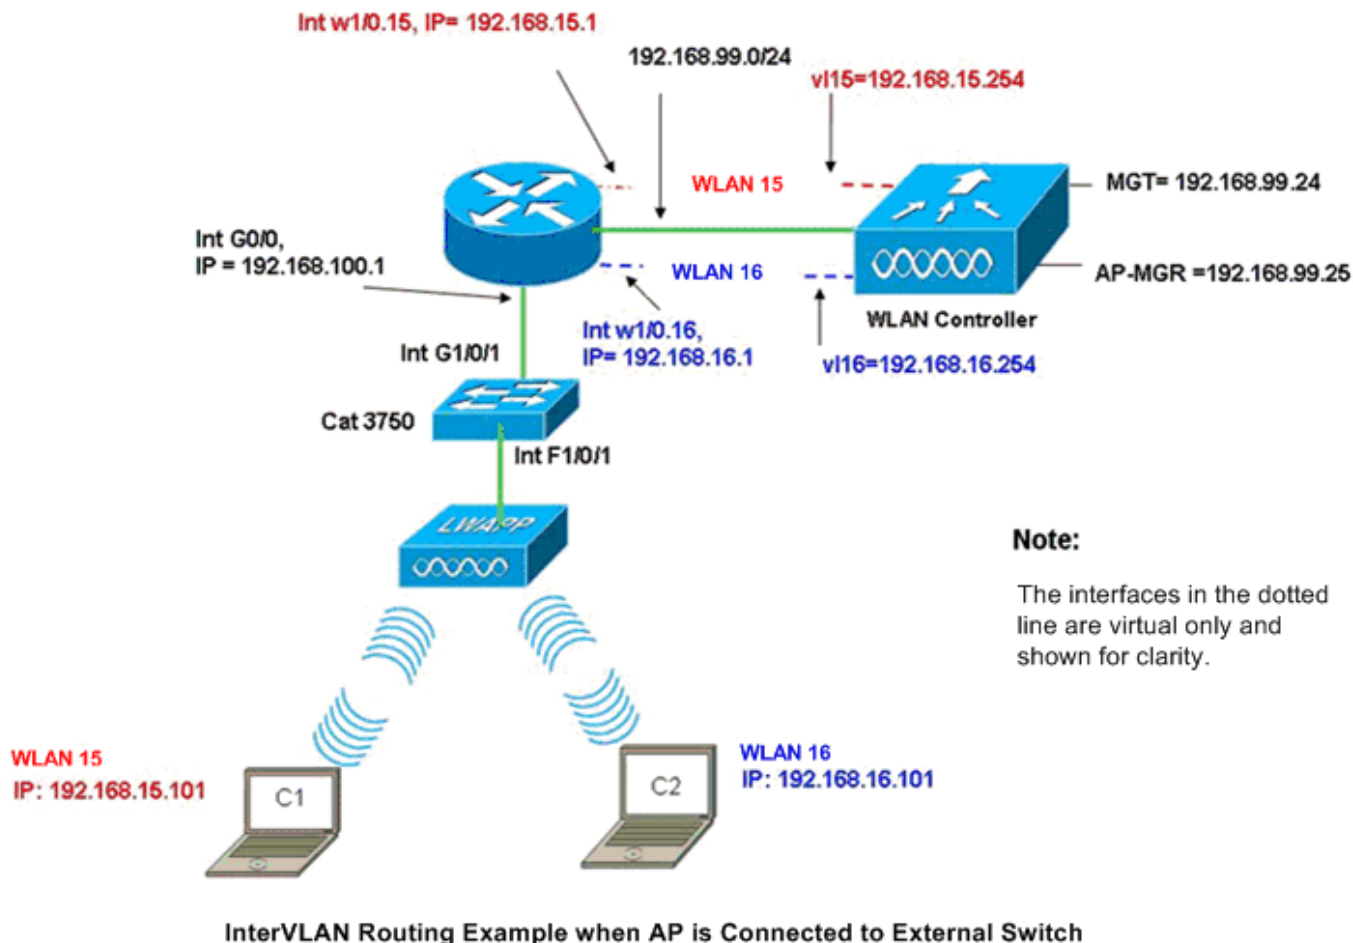 Int w1/0.15, IP= 192.168.15.1
192.168.99.0/24
vl15=192.168.15.254
WLAN 15
MGT= 192.168.99.24
Int G0/0,
IP = 192.168.100.1
WLAN 16
AP-MGR =192.168.99.25
WLAN Controller
Int w1/0.16,
IP= 192.168.16.1
vl16=192.168.16.254
Int G1/0/1
Cat 3750
Int F1/0/1
LWAPP
Note:
The interfaces in the dotted
line are virtual only and
shown for clarity.
WLAN 15
IP: 192.168.15.101
C1
WLAN 16
IP: 192.168.16.101
C2
InterVLAN Routing Example when AP is Connected to External Switch